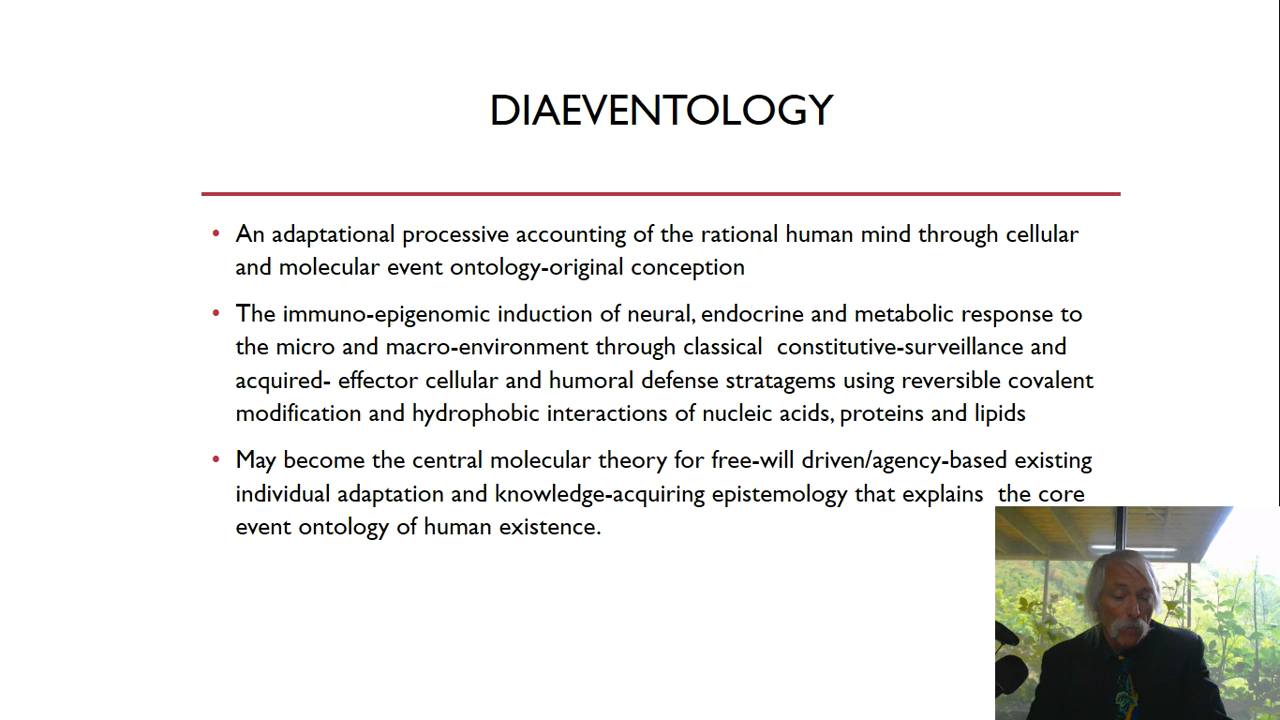 DIAEVENTOLOGY
• An adaptational processive accounting of the rational human mind through cellular
and molecular event ontology-original conception
• The immuno-epigenomic induction of neural, endocrine and metabolic response to
the micro and macro-environment through classical  constitutive-surveillance and
acquired- effector cellular and humoral defense stratagems using reversible covalent
modification and hydrophobic interactions of nucleic acids, proteins and lipids
• May become the central molecular theory for free-will driven/agency-based existing
individual adaptation and knowledge-acquiring epistemology that explains  the core
event ontology of human existence.